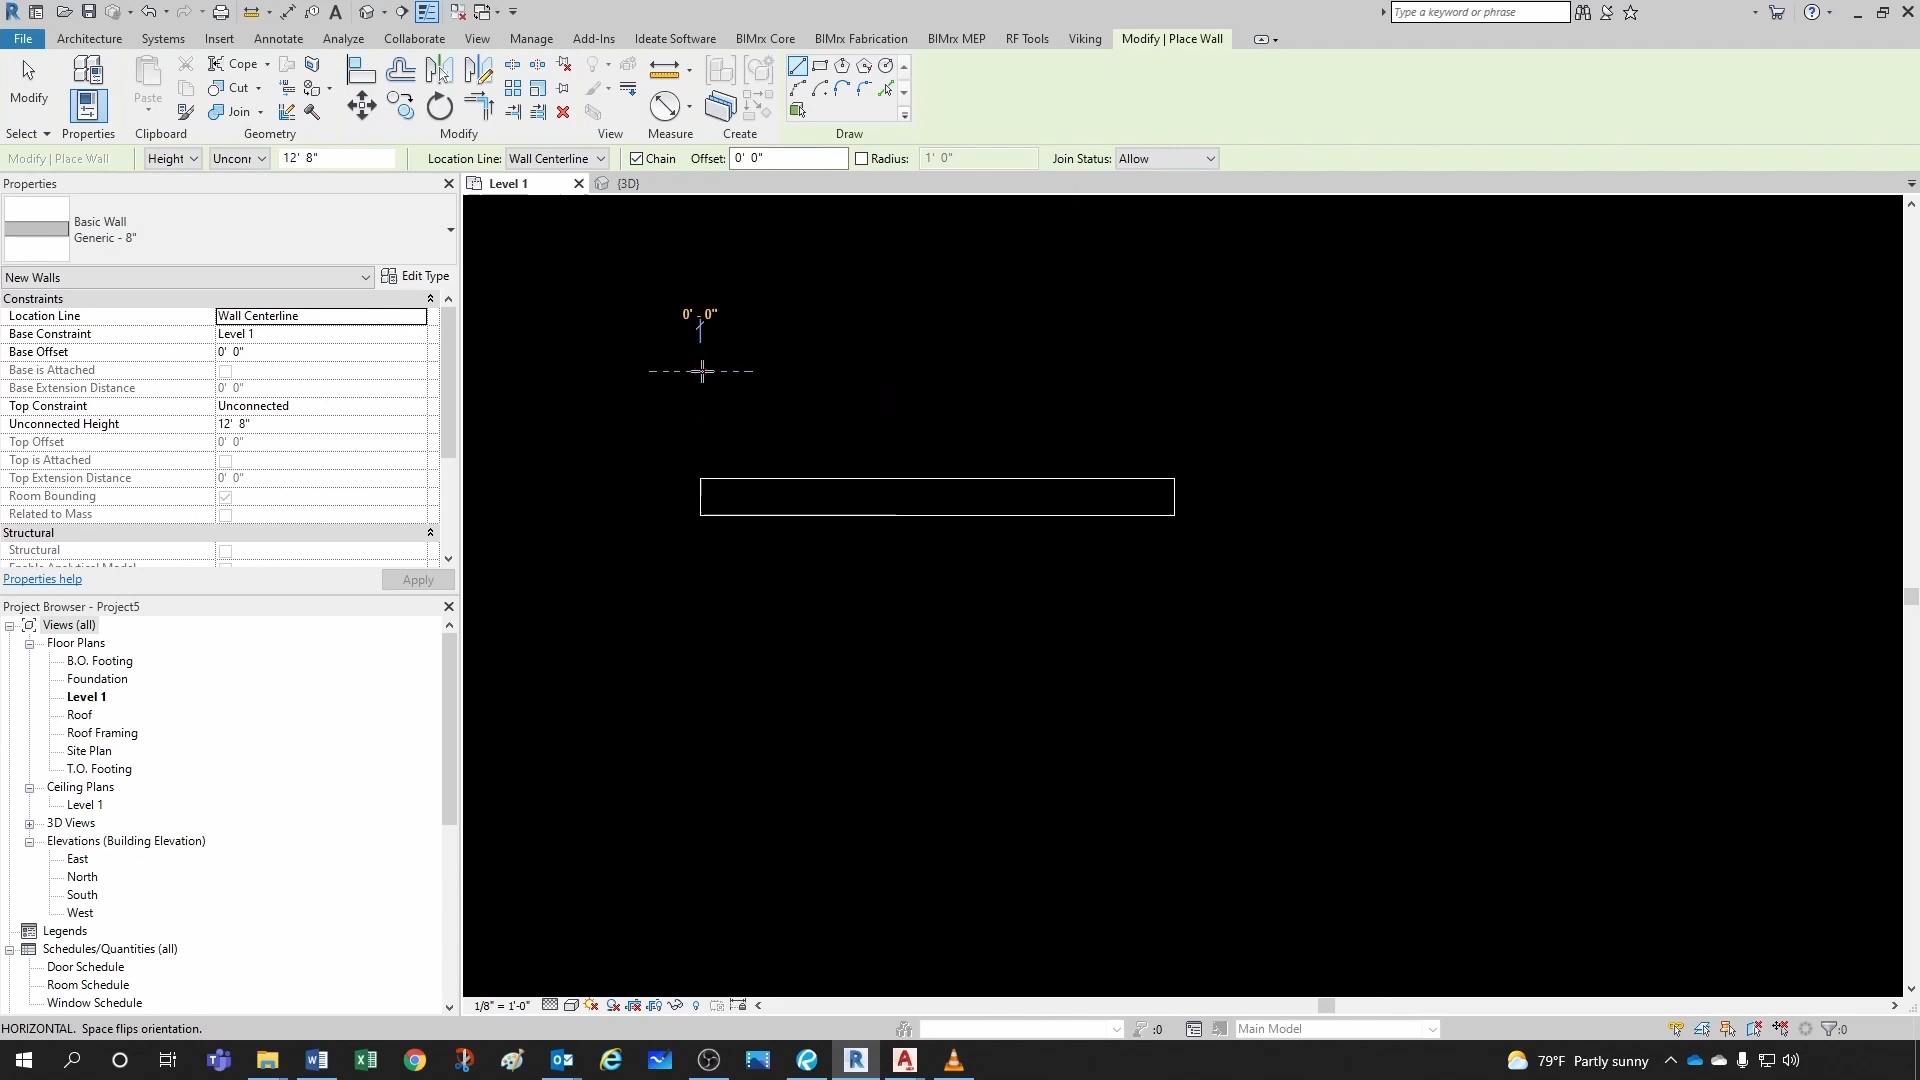 Type a keyword or phrase
File Architecture Systems Insert Annotate Analyze Collaborate View Manage Add-Ins Ideate Software BIMrx Core BIMrx Fabrication BIMrx MEP RF Tools Viking Modify | Place Wall
Modify Paste Cope Cut Join
Select Properties Clipboard Geometry Modify View Measure Create Draw
Modify | Place Wall Height Unconr 12' 8" Location Line: Wall Centerline Chain Offset: 0' 0" Radius: 1' 0" Join Status: Allow
Properties
Level 1 {3D}
Basic Wall
Generic - 8"
New Walls Edit Type
Constraints
Location Line Wall Centerline
Base Constraint Level 1
Base Offset 0' 0"
Base is Attached
Base Extension Distance 0' 0"
Top Constraint Unconnected
Unconnected Height 12' 8"
Top Offset 0' 0"
Top is Attached
Top Extension Distance 0' 0"
Room Bounding
Related to Mass
Structural
Structural
Properties help Apply
0' - 0"
Project Browser - Project5
Views (all)
Floor Plans
B.O. Footing
Foundation
Level 1
Roof
Roof Framing
Site Plan
T.O. Footing
Ceiling Plans
Level 1
3D Views
Elevations (Building Elevation)
East
North
South
West
Legends
Schedules/Quantities (all)
Door Schedule
Room Schedule
Window Schedule
1/8" = 1'-0"
HORIZONTAL. Space flips orientation. :0 Main Model :0
79°F Partly sunny